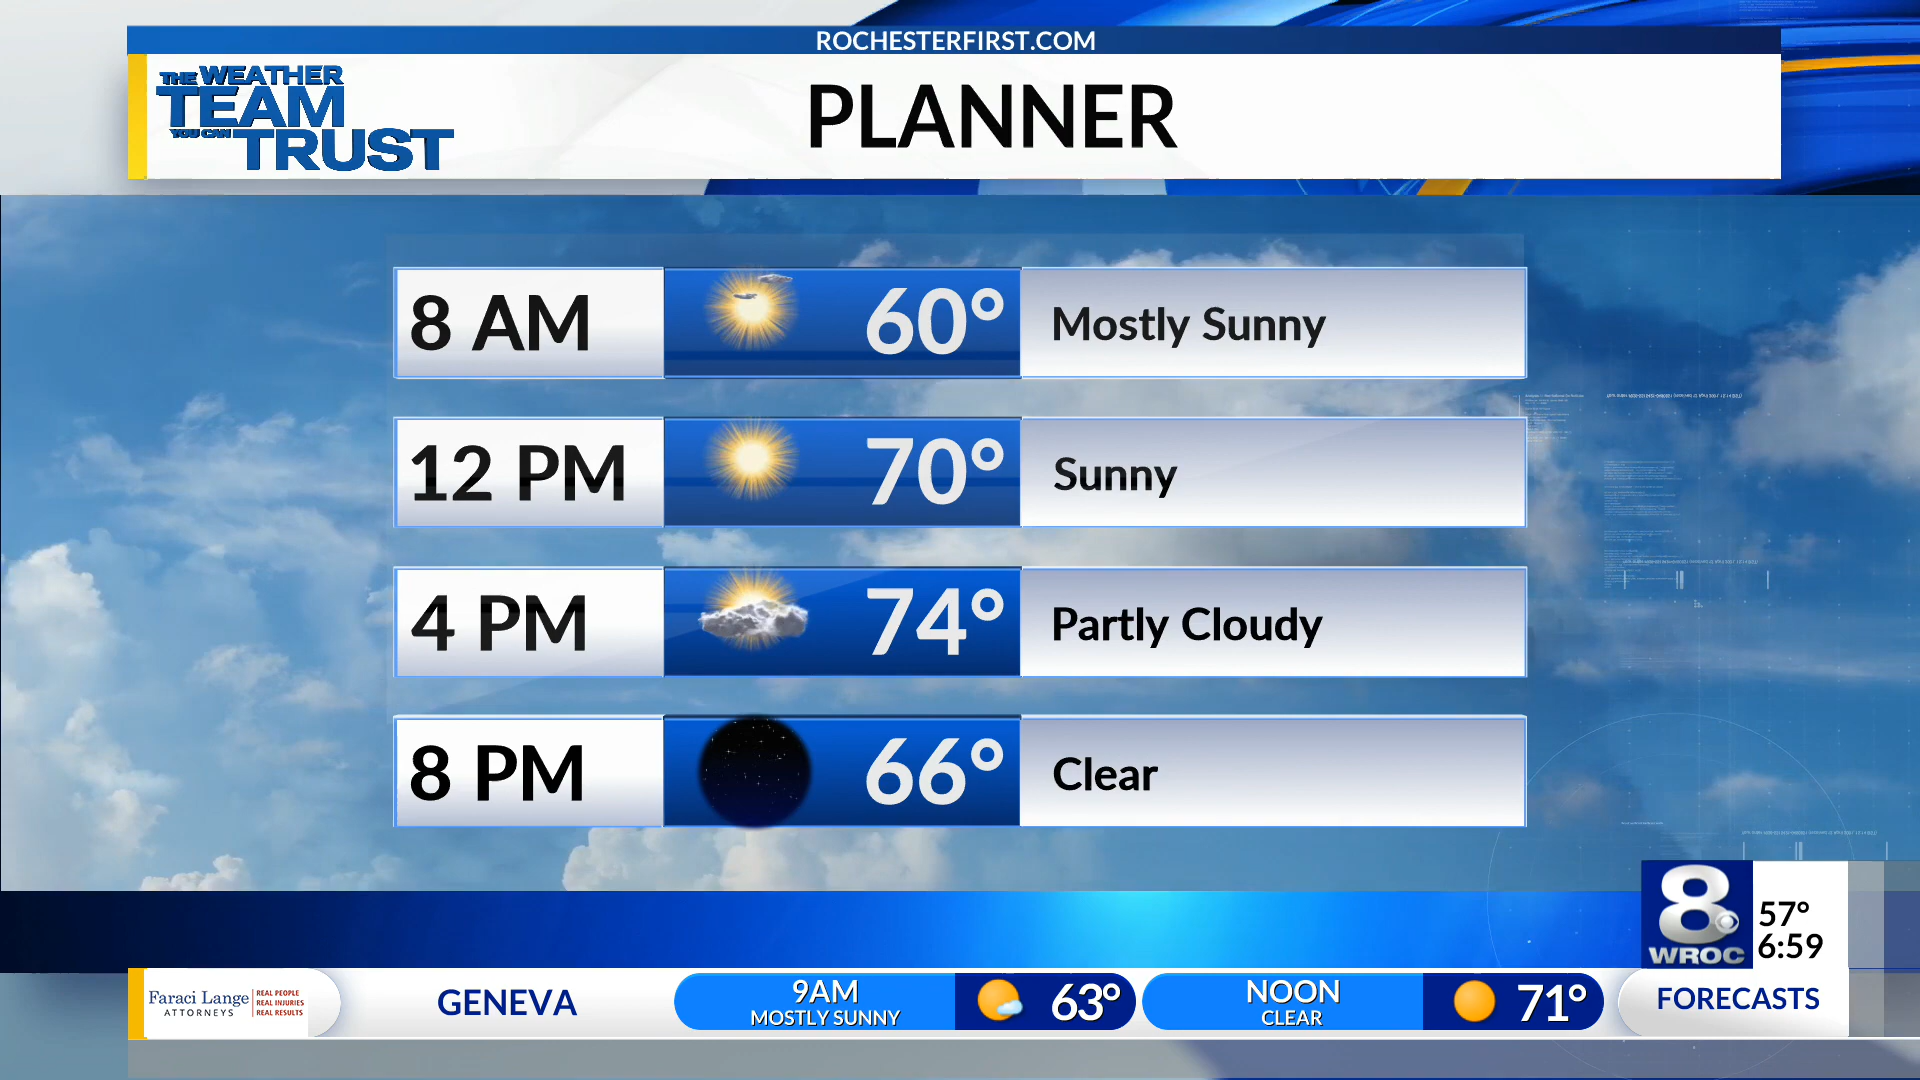 ROCHESTERFIRST.COM
THE WEATHER
TEAM
YOU CAN TRUST
PLANNER
8 AM 60° Mostly Sunny
12 PM 70° Sunny
4 PM 74° Partly Cloudy
8 PM 66° Clear
8
WROC
57°
6:59
Faraci Lange
ATTORNEYS
REAL PEOPLE
REAL INJURIES
REAL RESULTS
GENEVA
9AM
MOSTLY SUNNY
63°
NOON
CLEAR
71°
FORECASTS